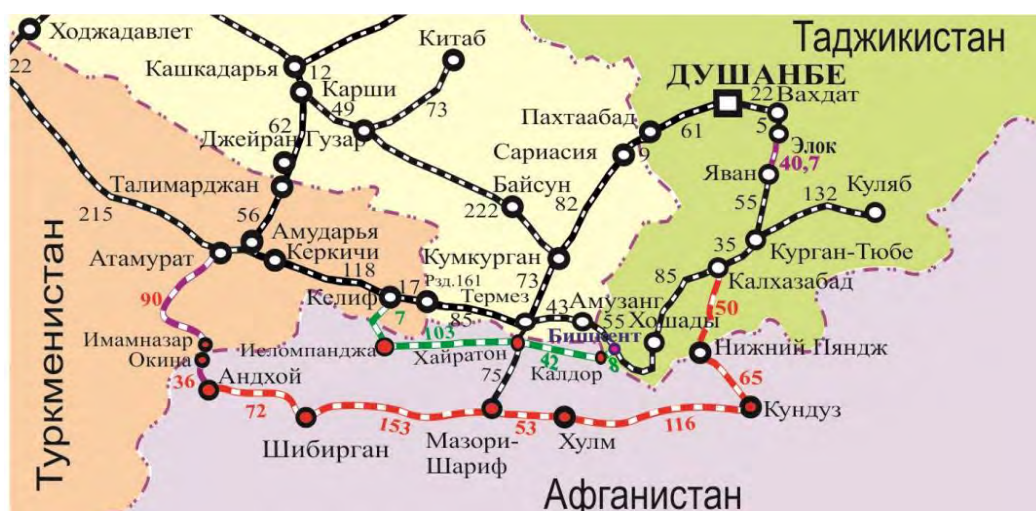 Ходжадавлет
22
Китаб
Таджикистан
Кашкадарья
12
Карши
49
73
ДУШАНБЕ
22
Вахдат
5
Пахтаабад
61
62
Джейран
Гузар
Элок
40,7
Сариасия
9
Талимарджан
Байсун
Яван
Куляб
132
215
56
222
82
55
Амударья
Атамурат
Керкичи
35
Курган-Тюбе
Кумкурган
118
73
85
Калхазабад
17
Рзд.161
Термез
Амузанг
90
Келиф
7
85
43
55
Хошады
50
Имамназар
Окина
Исломпанджа
103
Хайратон
Бишкент
42
Калдор
8
Нижний Пяндж
36
Андхой
75
65
72
Шибирган
153
Мазори-
Шариф
53
Хулм
116
Кундуз
Туркменистан
Афганистан